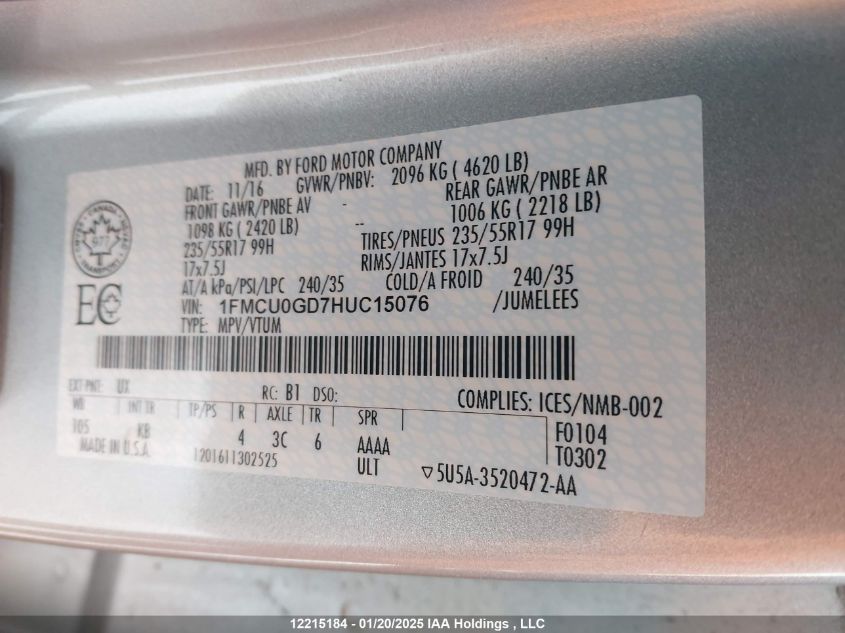 MFD. BY FORD MOTOR COMPANY
DATE: 11/16 GVWR/PNBV: 2096 KG ( 4620 LB)
FRONT GAWR/PNBE AV - REAR GAWR/PNBE AR
1098 KG ( 2420 LB) -- 1006 KG ( 2218 LB)
235/55R17 99H TIRES/PNEUS 235/55R17 99H
17x7.5J RIMS/JANTES 17x7.5J
AT/A kPa/PSI/LPC 240/35 COLD/A FROID 240/35
VIN: 1FMCU0GD7HUC15076 /JUMELEES
TYPE: MPV/VTUM
CANADA
977
TRANSPORT
EC
EXT PNT: UX RC: B1 DSO: COMPLIES: ICES/NMB-002
WB INT TR TP/PS R AXLE TR SPR F0104
105 KB 4 3C 6 AAAA T0302
MADE IN U.S.A. 1201611302525 ULT ▽5U5A-3520472-AA
12215184 - 01/20/2025 IAA Holdings , LLC